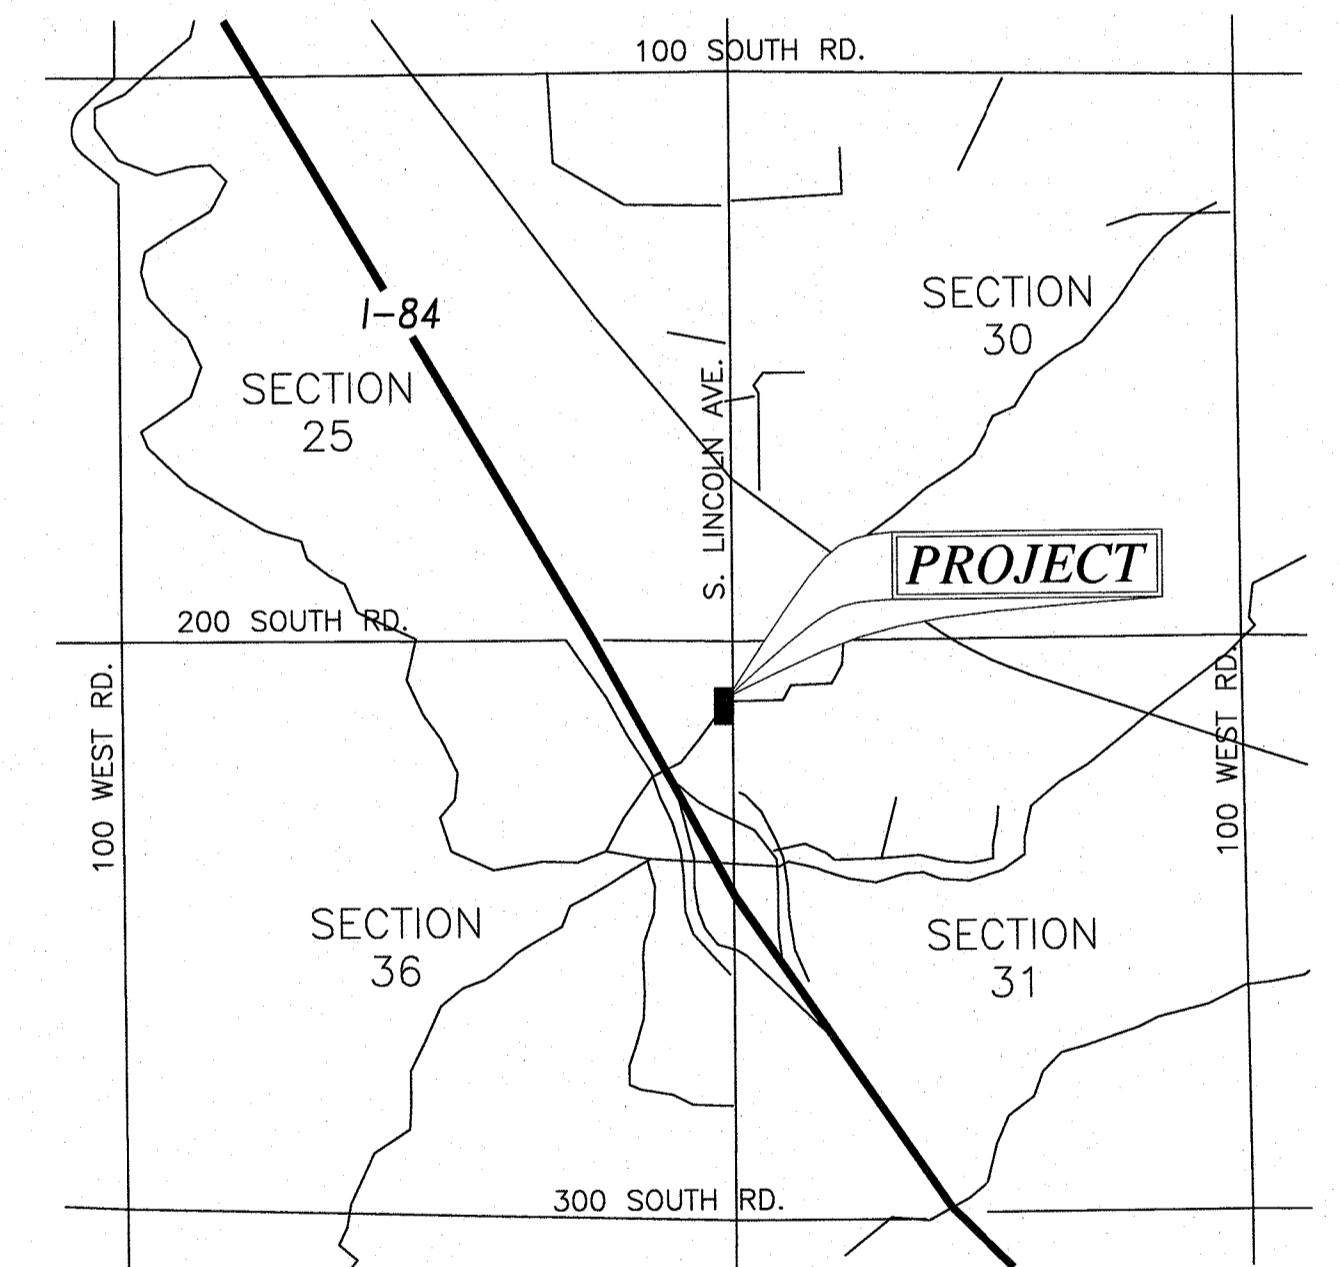 100 SOUTH RD.
SECTION
30
I-84
SECTION
25
S. LINCOLN AVE.
PROJECT
200 SOUTH RD.
100 WEST RD.
100 WEST RD.
SECTION
36
SECTION
31
300 SOUTH RD.